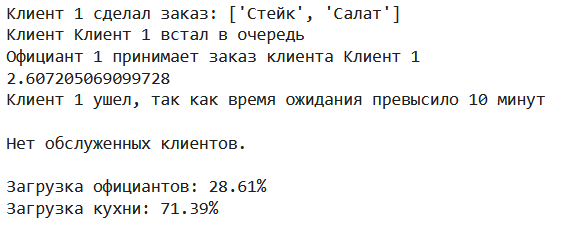 Клиент 1 сделал заказ: ['Стейк', 'Салат']
Клиент Клиент 1 встал в очередь
Официант 1 принимает заказ клиента Клиент 1
2.607205069099728
Клиент 1 ушел, так как время ожидания превысило 10 минут
Нет обслуженных клиентов.
Загрузка официантов: 28.61%
Загрузка кухни: 71.39%